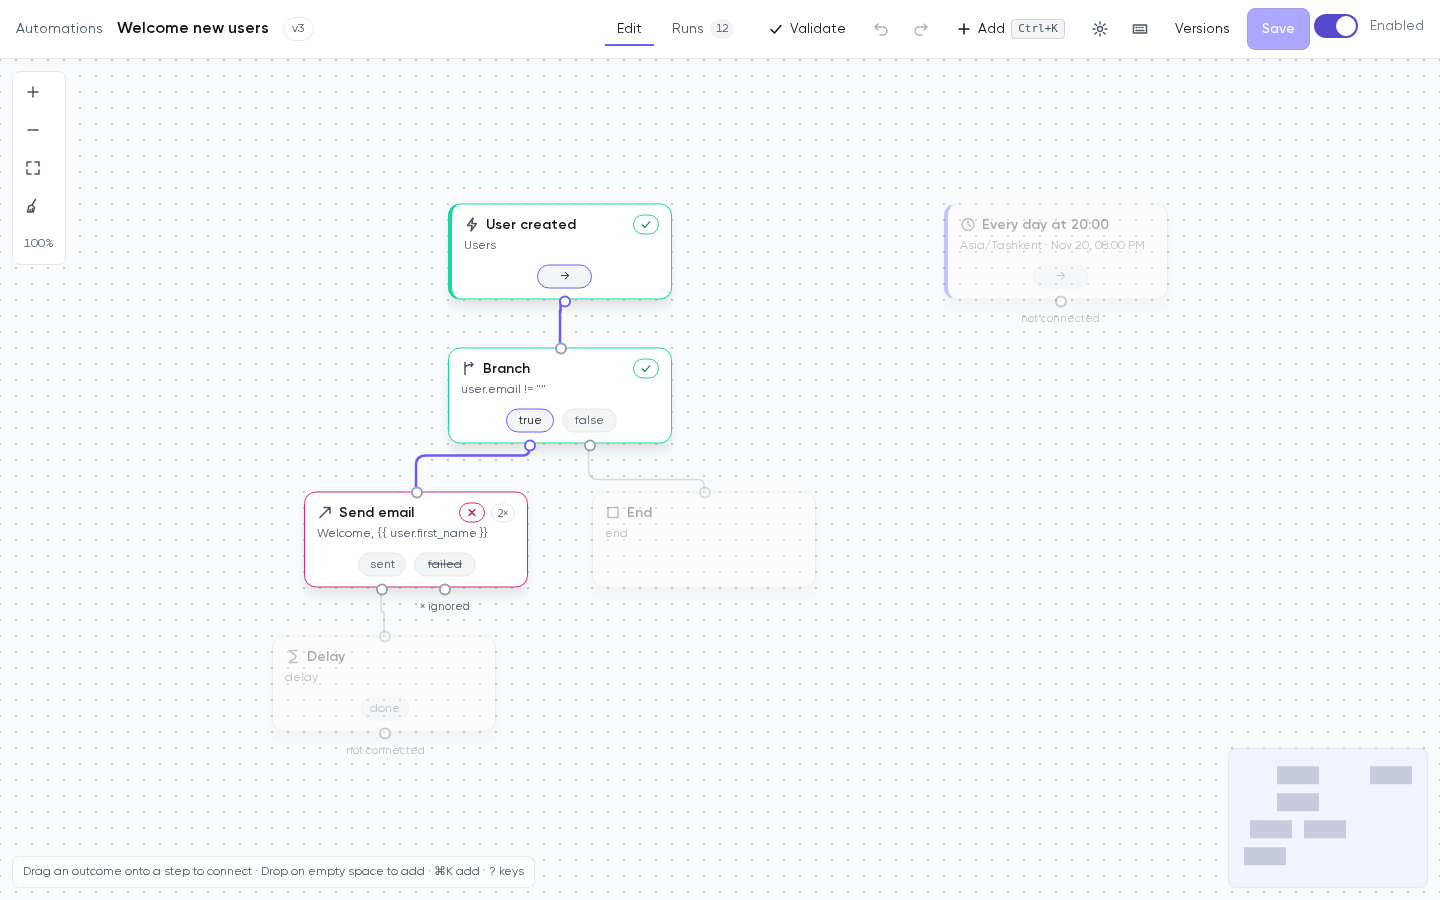 Automations Welcome new users v3 Edit Runs 12 Validate Add Ctrl+K Versions Save Enabled
100%
User created
Users
→
Every day at 20:00
Asia/Tashkent · Nov 20, 08:00 PM
→
not connected
Branch
user.email != ""
true false
Send email 2×
Welcome, {{ user.first_name }}
sent failed
× ignored
End
end
Delay
delay
done
not connected
Drag an outcome onto a step to connect · Drop on empty space to add · ⌘K add · ? keys